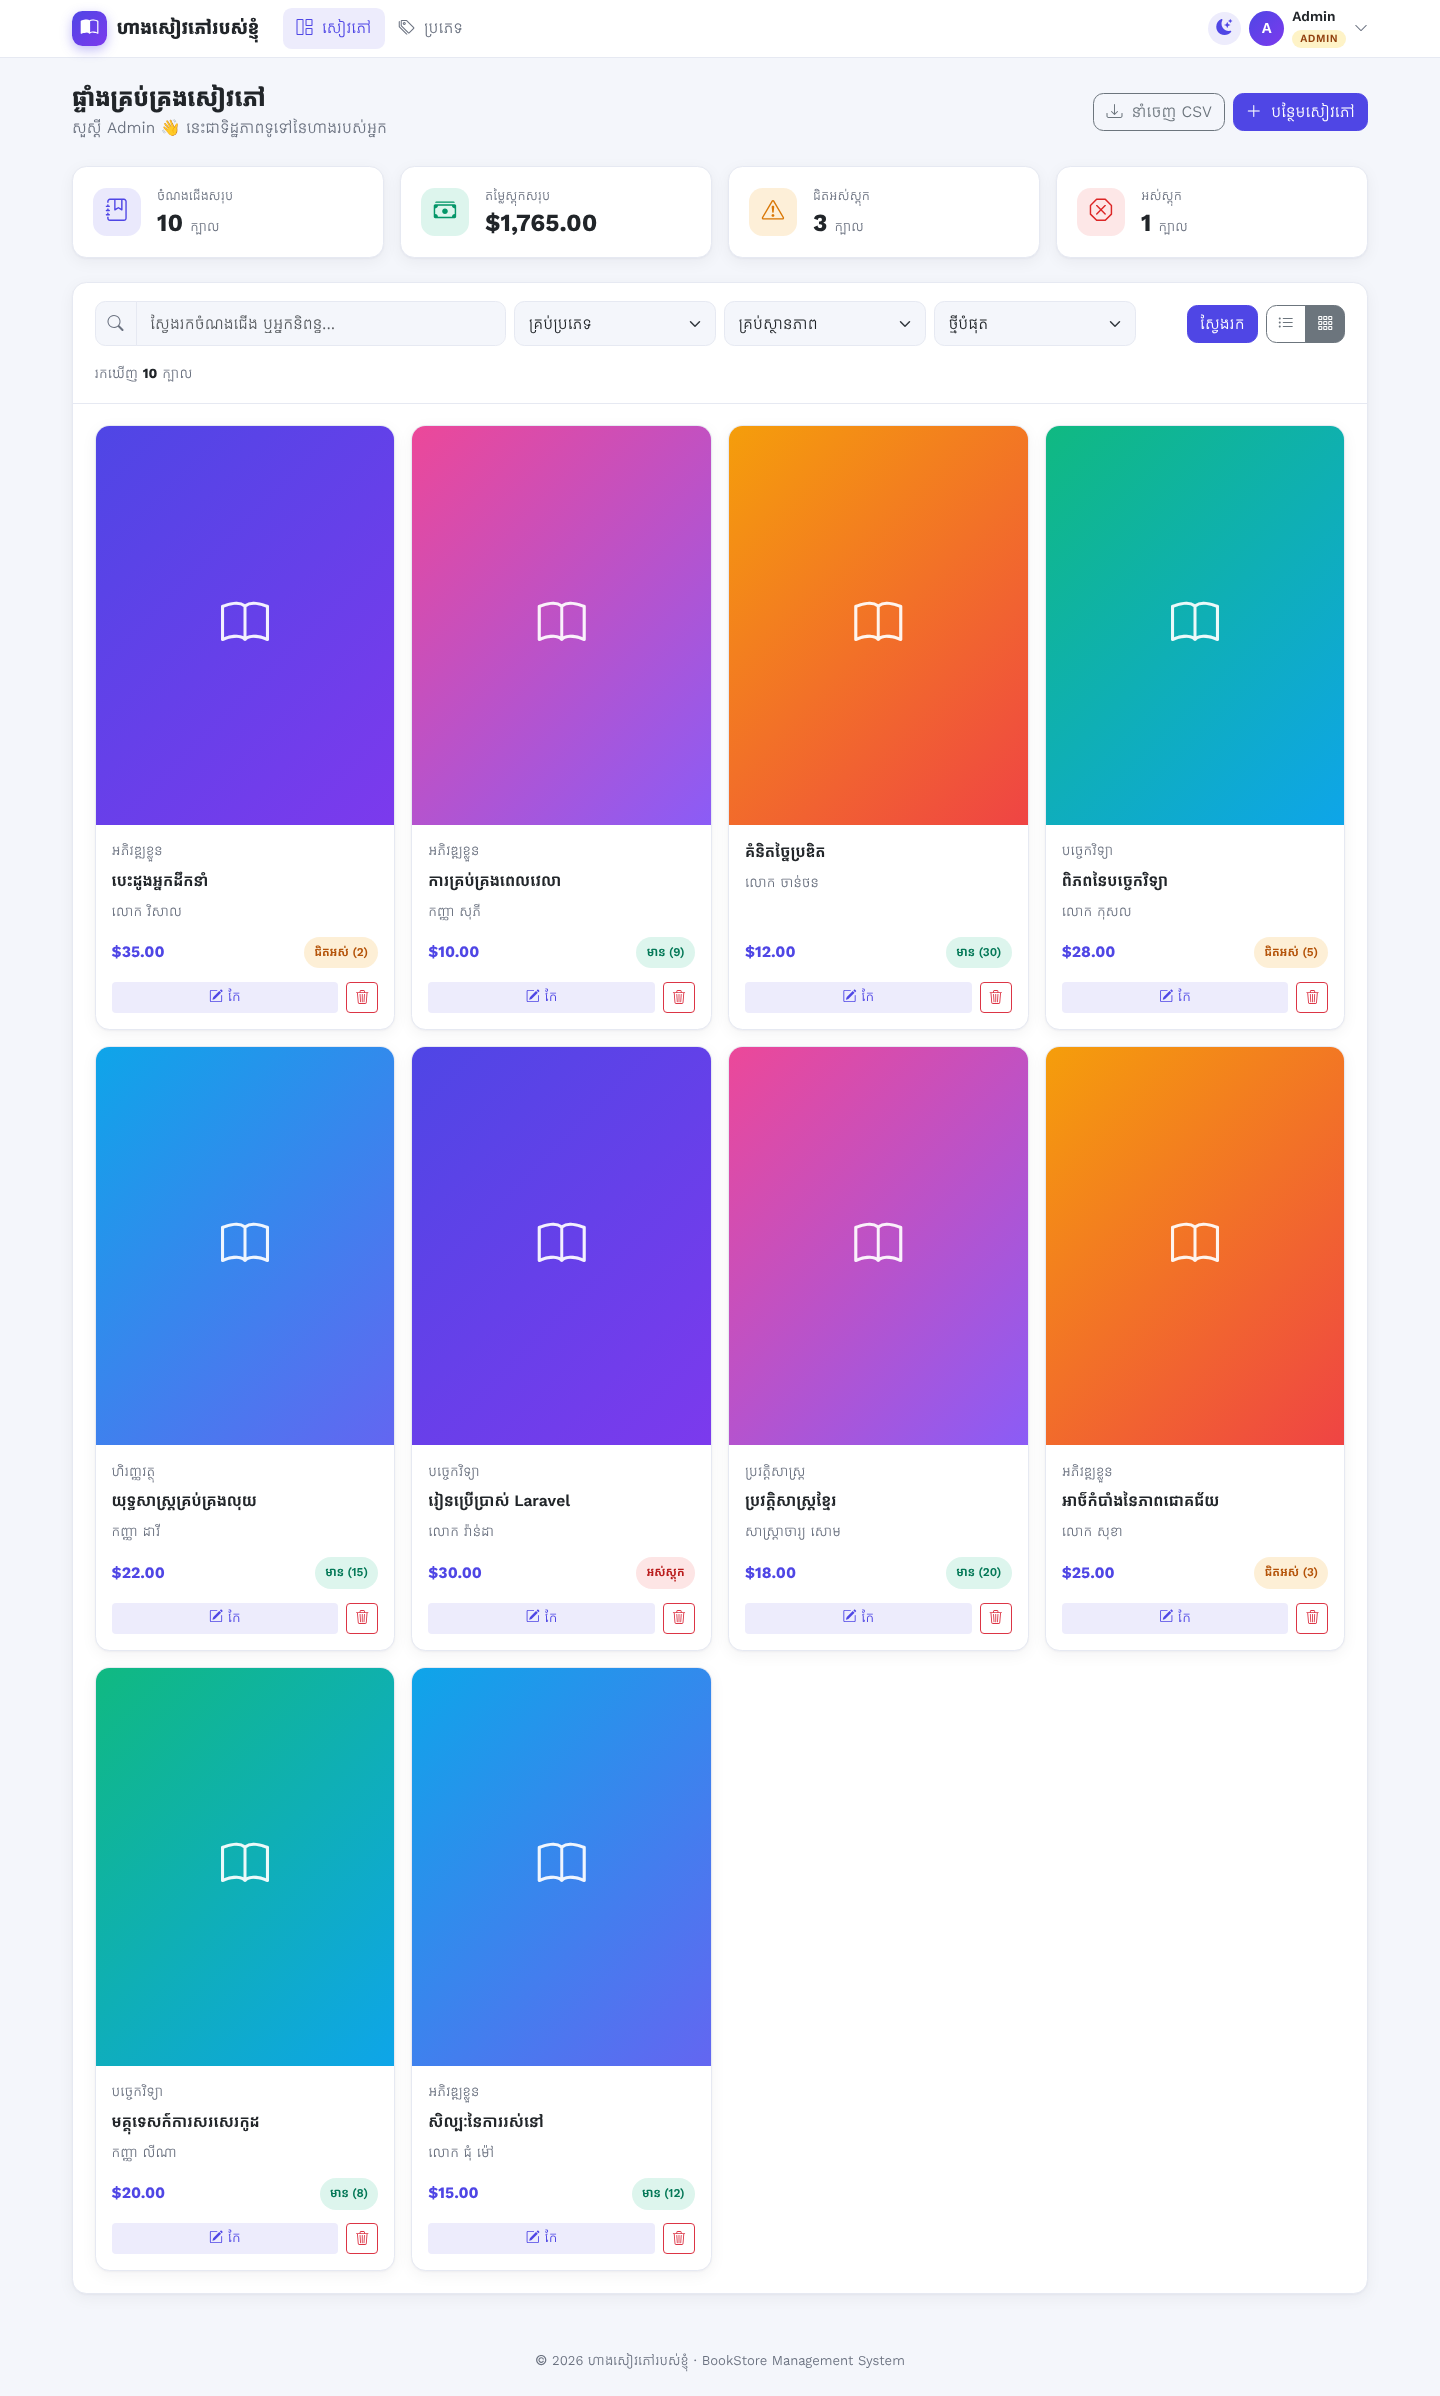 ហាងសៀវភៅរបស់ខ្ញុំ
សៀវភៅ
ប្រភេទ
A
Admin
ADMIN
ផ្ទាំងគ្រប់គ្រងសៀវភៅ
សួស្តី Admin 👋 នេះជាទិដ្ឋភាពទូទៅនៃហាងរបស់អ្នក
នាំចេញ CSV
បន្ថែមសៀវភៅ
ចំណងជើងសរុប
10 ក្បាល
តម្លៃស្តុកសរុប
$1,765.00
ជិតអស់ស្តុក
3 ក្បាល
អស់ស្តុក
1 ក្បាល
ស្វែងរកចំណងជើង ឬអ្នកនិពន្ធ...
គ្រប់ប្រភេទ
គ្រប់ស្ថានភាព
ថ្មីបំផុត
ស្វែងរក
រកឃើញ 10 ក្បាល
អភិវឌ្ឍខ្លួន
បេះដូងអ្នកដឹកនាំ
លោក វិសាល
$35.00
ជិតអស់ (2)
កែ
អភិវឌ្ឍខ្លួន
ការគ្រប់គ្រងពេលវេលា
កញ្ញា សុភី
$10.00
មាន (9)
កែ
គំនិតច្នៃប្រឌិត
លោក ចាន់ថន
$12.00
មាន (30)
កែ
បច្ចេកវិទ្យា
ពិភពនៃបច្ចេកវិទ្យា
លោក កុសល
$28.00
ជិតអស់ (5)
កែ
ហិរញ្ញវត្ថុ
យុទ្ធសាស្ត្រគ្រប់គ្រងលុយ
កញ្ញា ដាវី
$22.00
មាន (15)
កែ
បច្ចេកវិទ្យា
រៀនប្រើប្រាស់ Laravel
លោក វ៉ាន់ដា
$30.00
អស់ស្តុក
កែ
ប្រវត្តិសាស្ត្រ
ប្រវត្តិសាស្ត្រខ្មែរ
សាស្ត្រាចារ្យ សោម
$18.00
មាន (20)
កែ
អភិវឌ្ឍខ្លួន
អាថ៌កំបាំងនៃភាពជោគជ័យ
លោក សុខា
$25.00
ជិតអស់ (3)
កែ
បច្ចេកវិទ្យា
មគ្គុទេសក៍ការសរសេរកូដ
កញ្ញា លីណា
$20.00
មាន (8)
កែ
អភិវឌ្ឍខ្លួន
សិល្បៈនៃការរស់នៅ
លោក ជុំ ម៉ៅ
$15.00
មាន (12)
កែ
© 2026 ហាងសៀវភៅរបស់ខ្ញុំ · BookStore Management System